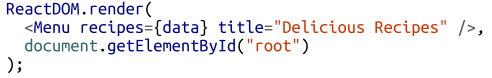 ReactDOM.render(
  <Menu recipes={data} title="Delicious Recipes" />,
  document.getElementById("root")
);